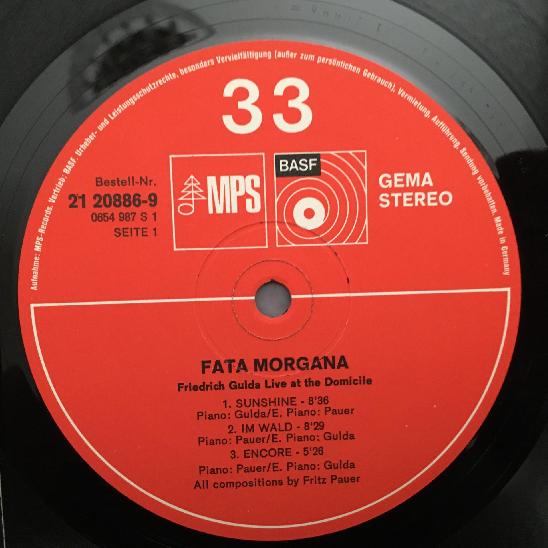 Aufnahme: MPS-Records. Vertrieb: BASF. Urheber- und Leistungsschutzrechte, besonders Vervielfältigung (außer zum persönlichen Gebrauch), Vermietung, Aufführung, Sendung vorbehalten. Made in Germany
33
Bestell-Nr.
21 20886-9
0654 987 S 1
SEITE 1
MPS
BASF
GEMA
STEREO
FATA MORGANA
Friedrich Gulda Live at the Domicile
1. SUNSHINE - 8'36
Piano: Gulda/E. Piano: Pauer
2. IM WALD - 8'29
Piano: Pauer/E. Piano: Gulda
3. ENCORE - 5'26
Piano: Pauer/E. Piano: Gulda
All compositions by Fritz Pauer